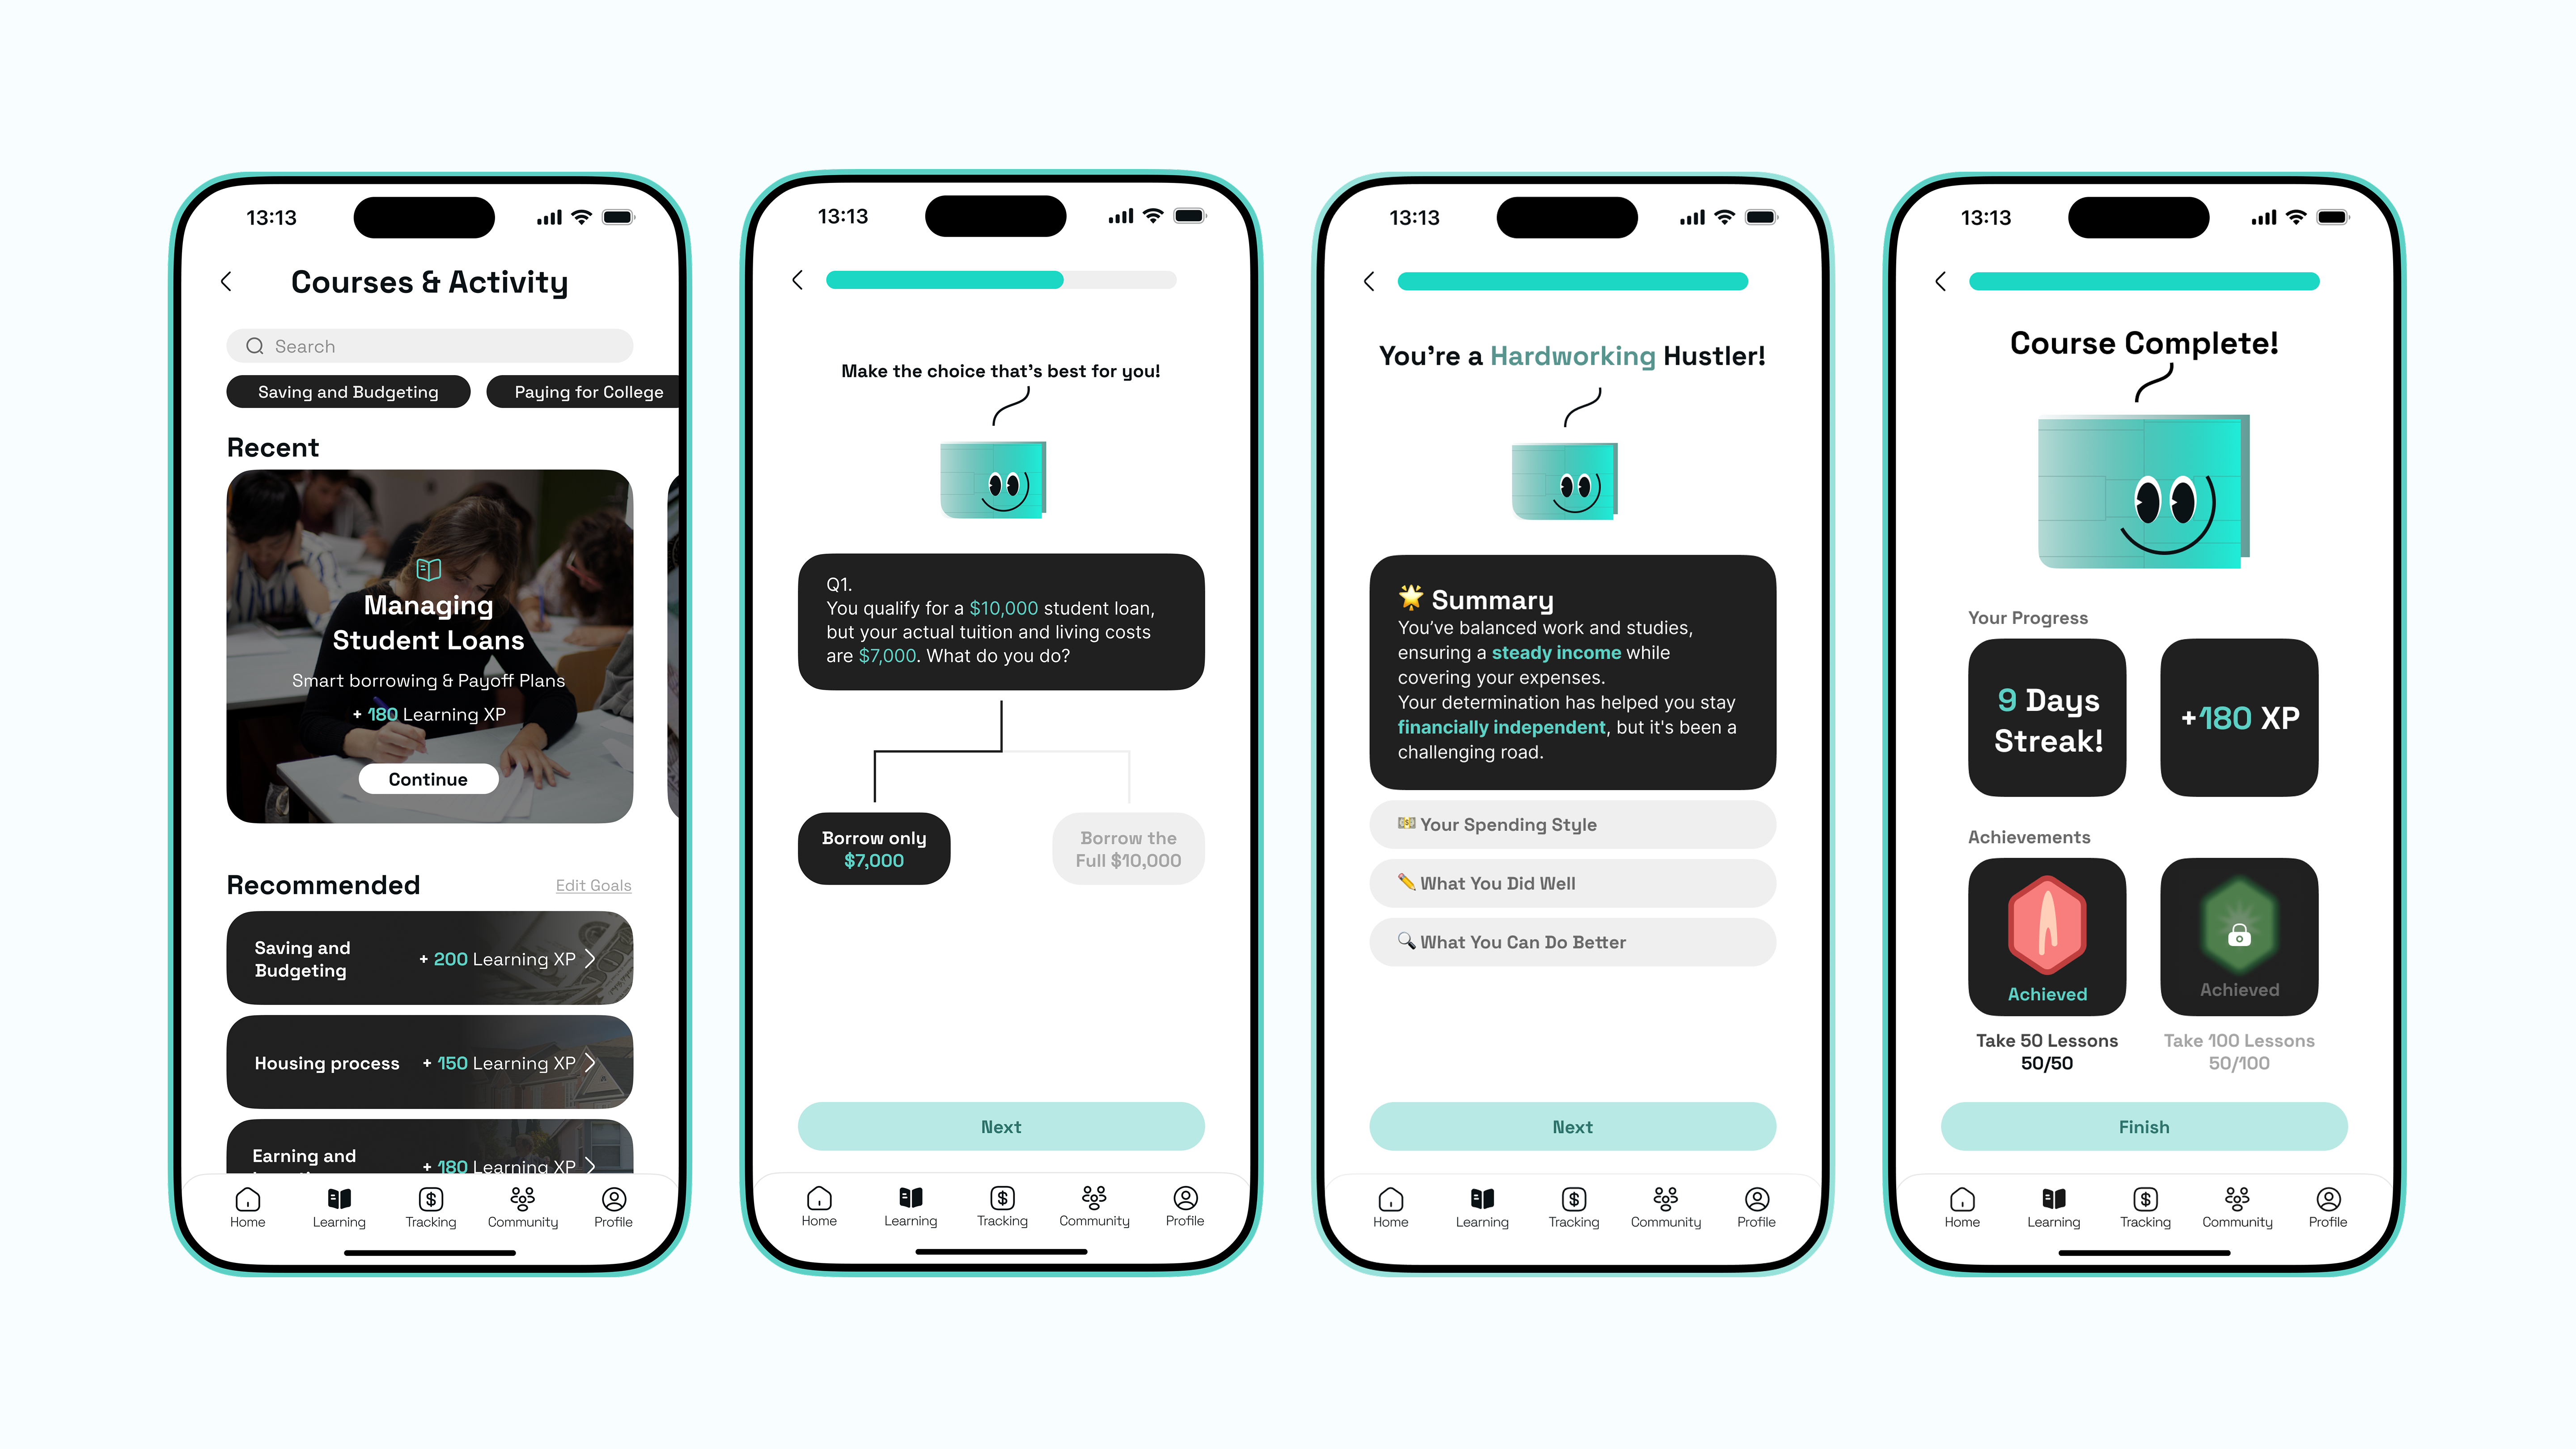 13:13
Courses & Activity
Search
Saving and Budgeting
Paying for College
Recent
Managing
Student Loans
Smart borrowing & Payoff Plans
+ 180 Learning XP
Continue
Recommended
Edit Goals
Saving and
Budgeting
+ 200 Learning XP
Housing process
+ 150 Learning XP
Earning and
+ 180 Learning XP
Home
Learning
Tracking
Community
Profile
13:13
Make the choice that's best for you!
Q1.
You qualify for a $10,000 student loan,
but your actual tuition and living costs
are $7,000. What do you do?
Borrow only
$7,000
Borrow the
Full $10,000
Next
Home
Learning
Tracking
Community
Profile
13:13
You're a Hardworking Hustler!
🌟 Summary
You've balanced work and studies,
ensuring a steady income while
covering your expenses.
Your determination has helped you stay
financially independent, but it's been a
challenging road.
💵 Your Spending Style
✏️ What You Did Well
🔍 What You Can Do Better
Next
Home
Learning
Tracking
Community
Profile
13:13
Course Complete!
Your Progress
9 Days
Streak!
+180 XP
Achievements
Achieved
Take 50 Lessons
50/50
Achieved
Take 100 Lessons
50/100
Finish
Home
Learning
Tracking
Community
Profile